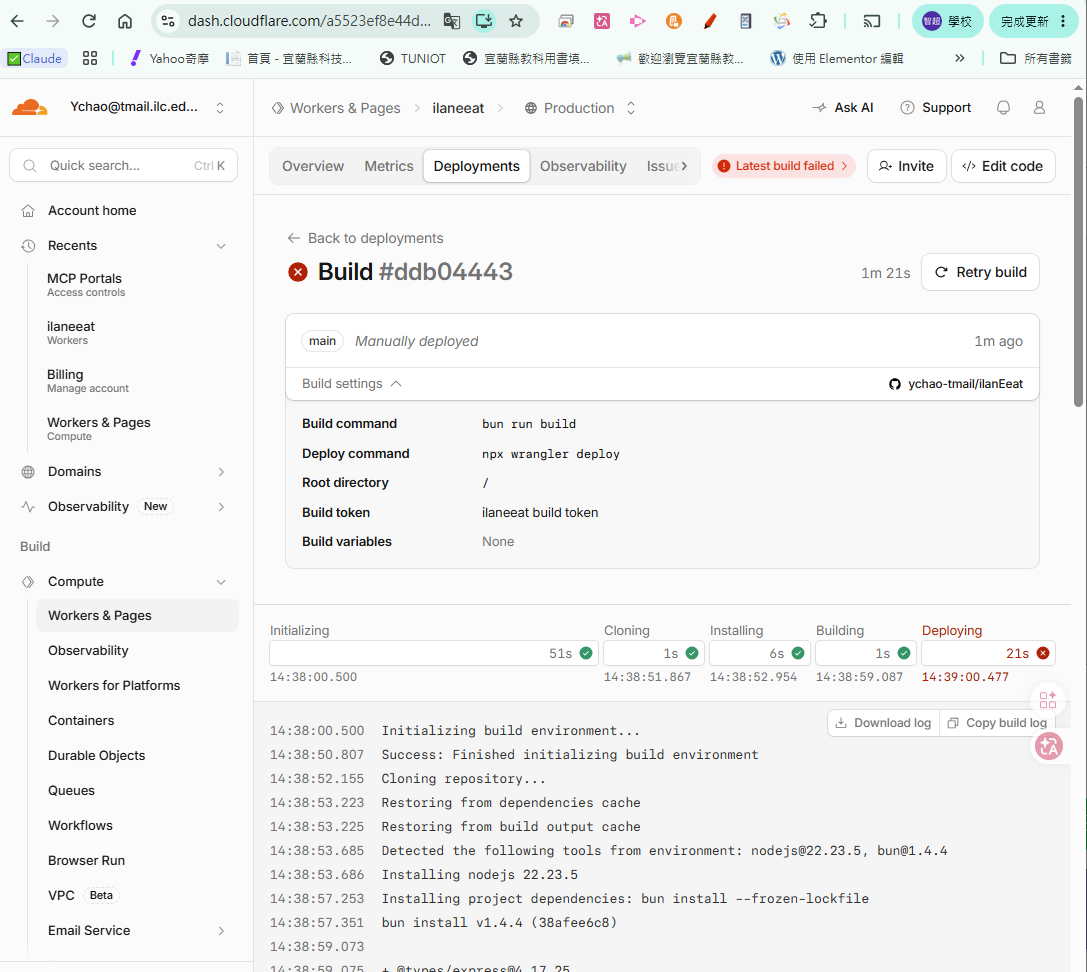 dash.cloudflare.com/a5523ef8e44d...
智超 學校
完成更新
Claude
Yahoo奇摩
首頁 - 宜蘭縣科技...
TUNIOT
宜蘭縣教科用書填...
歡迎瀏覽宜蘭縣教...
使用 Elementor 編輯
»
所有書籤
Ychao@tmail.ilc.ed...
Workers & Pages
ilaneeat
Production
Ask AI
Support
Quick search...
Ctrl K
Overview
Metrics
Deployments
Observability
Issue
Latest build failed
Invite
</> Edit code
Account home
Recents
MCP Portals
Access controls
ilaneeat
Workers
Billing
Manage account
Workers & Pages
Compute
Domains
Observability New
Build
Compute
Workers & Pages
Observability
Workers for Platforms
Containers
Durable Objects
Queues
Workflows
Browser Run
VPC Beta
Email Service
← Back to deployments
Build #ddb04443
1m 21s
Retry build
main Manually deployed
1m ago
Build settings
ychao-tmail/ilanEeat
Build command bun run build
Deploy command npx wrangler deploy
Root directory /
Build token ilaneeat build token
Build variables None
Initializing Cloning Installing Building Deploying
51s 1s 6s 1s 21s
14:38:00.500 14:38:51.867 14:38:52.954 14:38:59.087 14:39:00.477
Download log Copy build log
14:38:00.500 Initializing build environment...
14:38:50.807 Success: Finished initializing build environment
14:38:52.155 Cloning repository...
14:38:53.223 Restoring from dependencies cache
14:38:53.225 Restoring from build output cache
14:38:53.685 Detected the following tools from environment: nodejs@22.23.5, bun@1.4.4
14:38:53.686 Installing nodejs 22.23.5
14:38:57.253 Installing project dependencies: bun install --frozen-lockfile
14:38:57.351 bun install v1.4.4 (38afee6c8)
14:38:59.073
14:38:59.075 + @types/express@4.17.25